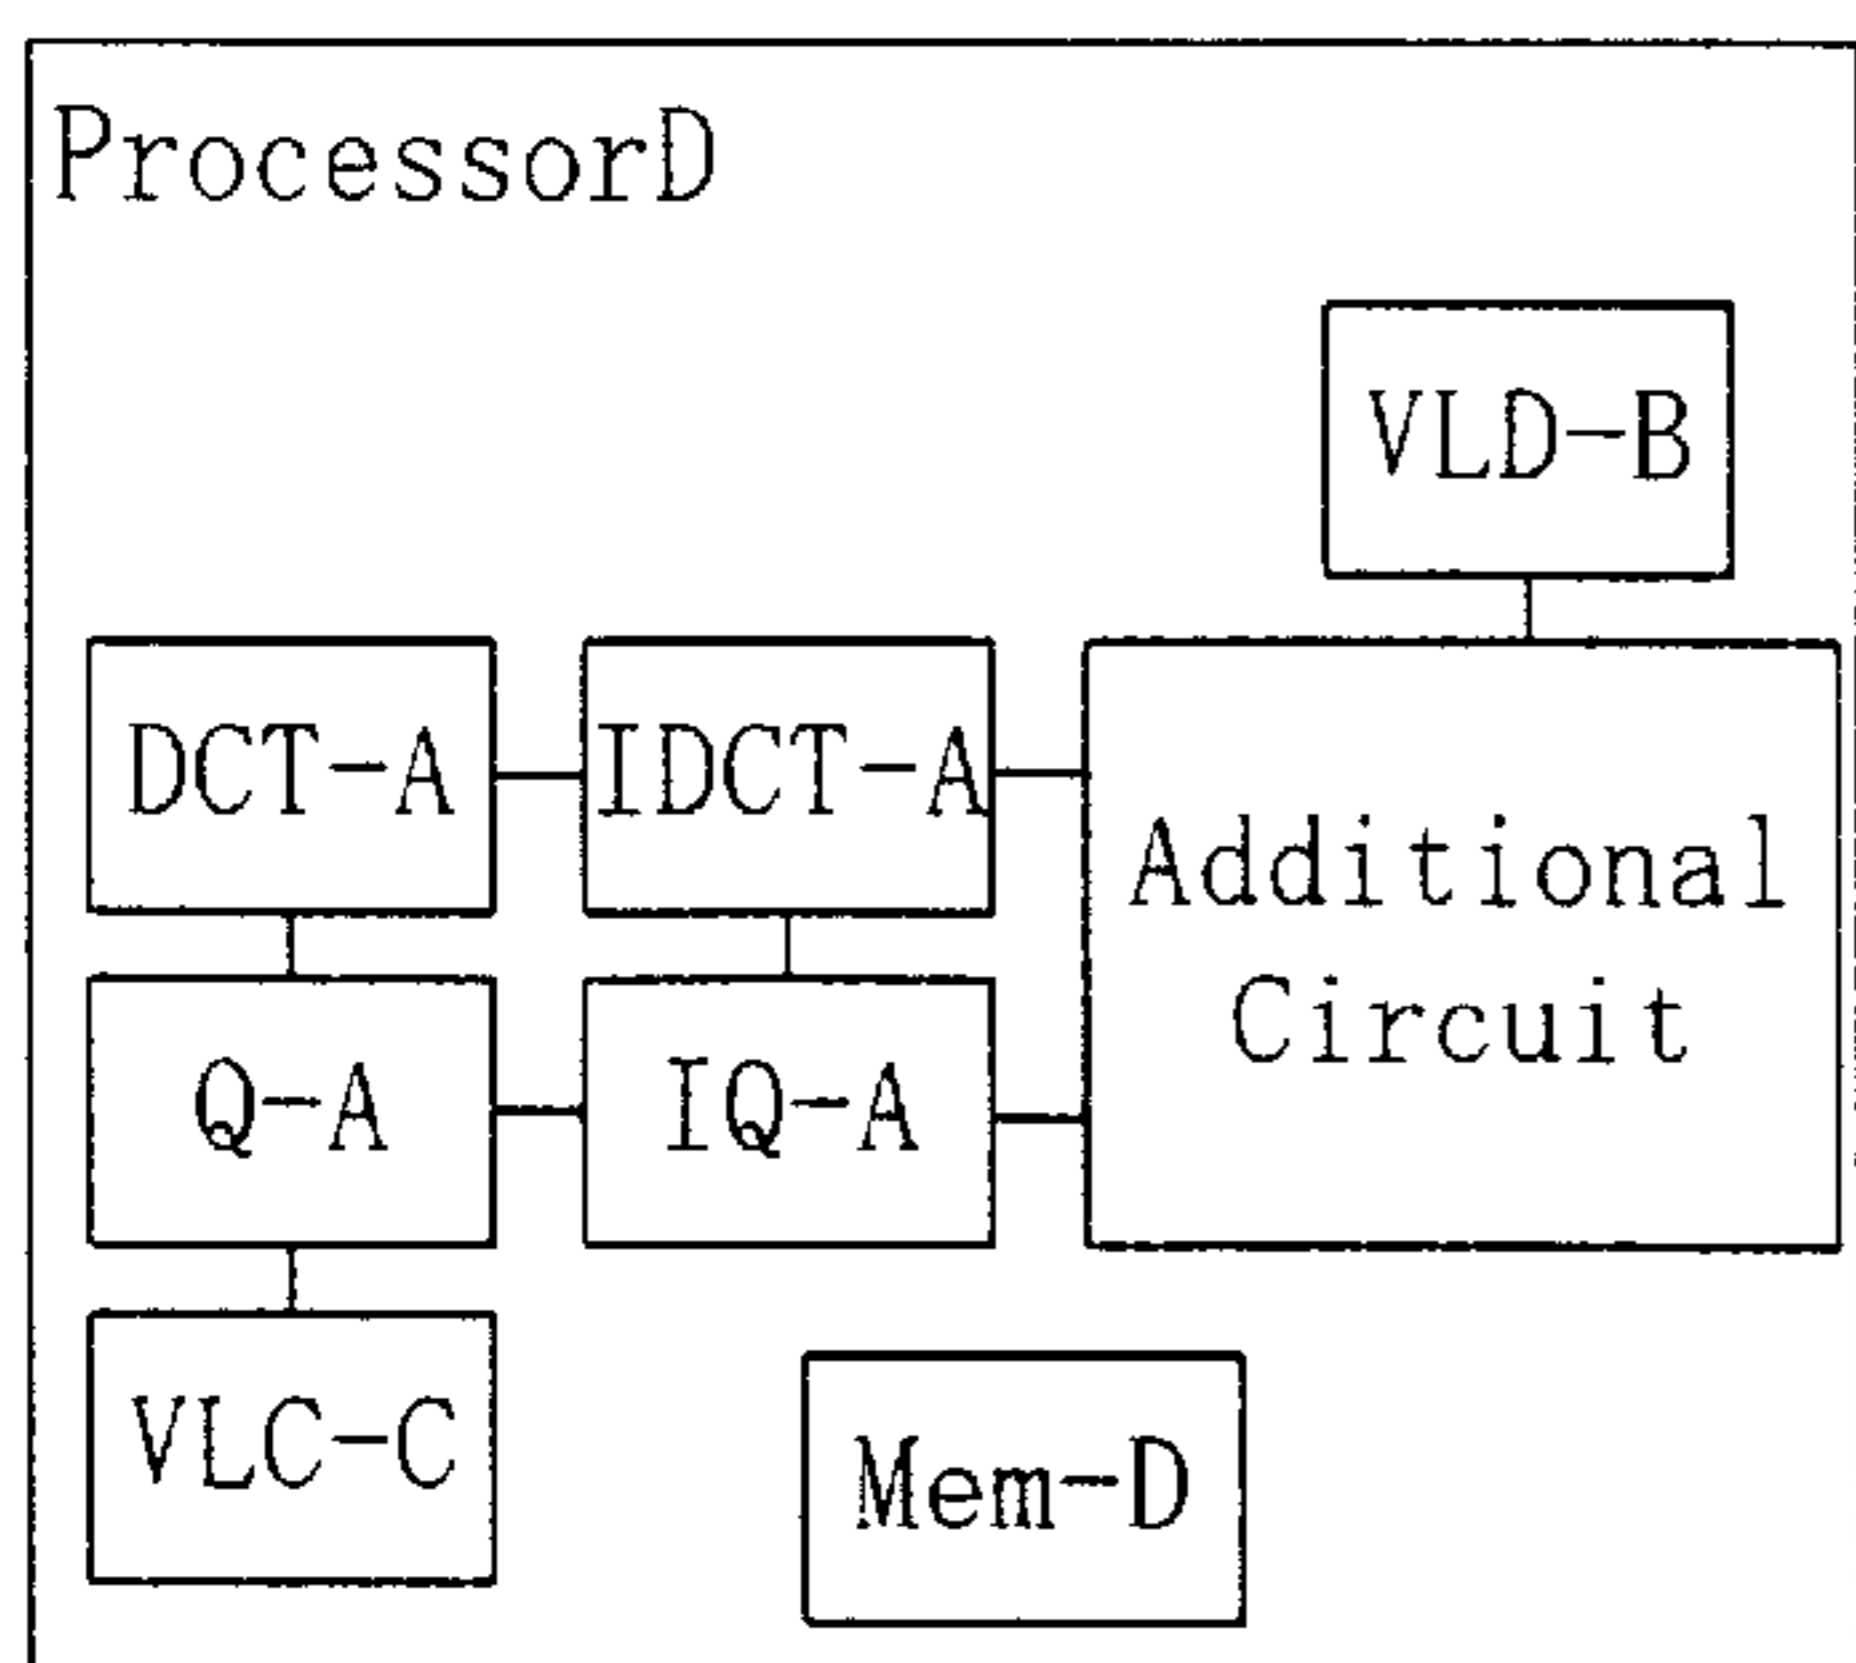 ProcessorD
VLD-B
DCT-A
IDCT-A
Additional
Circuit
Q-A
IQ-A
VLC-C
Mem-D